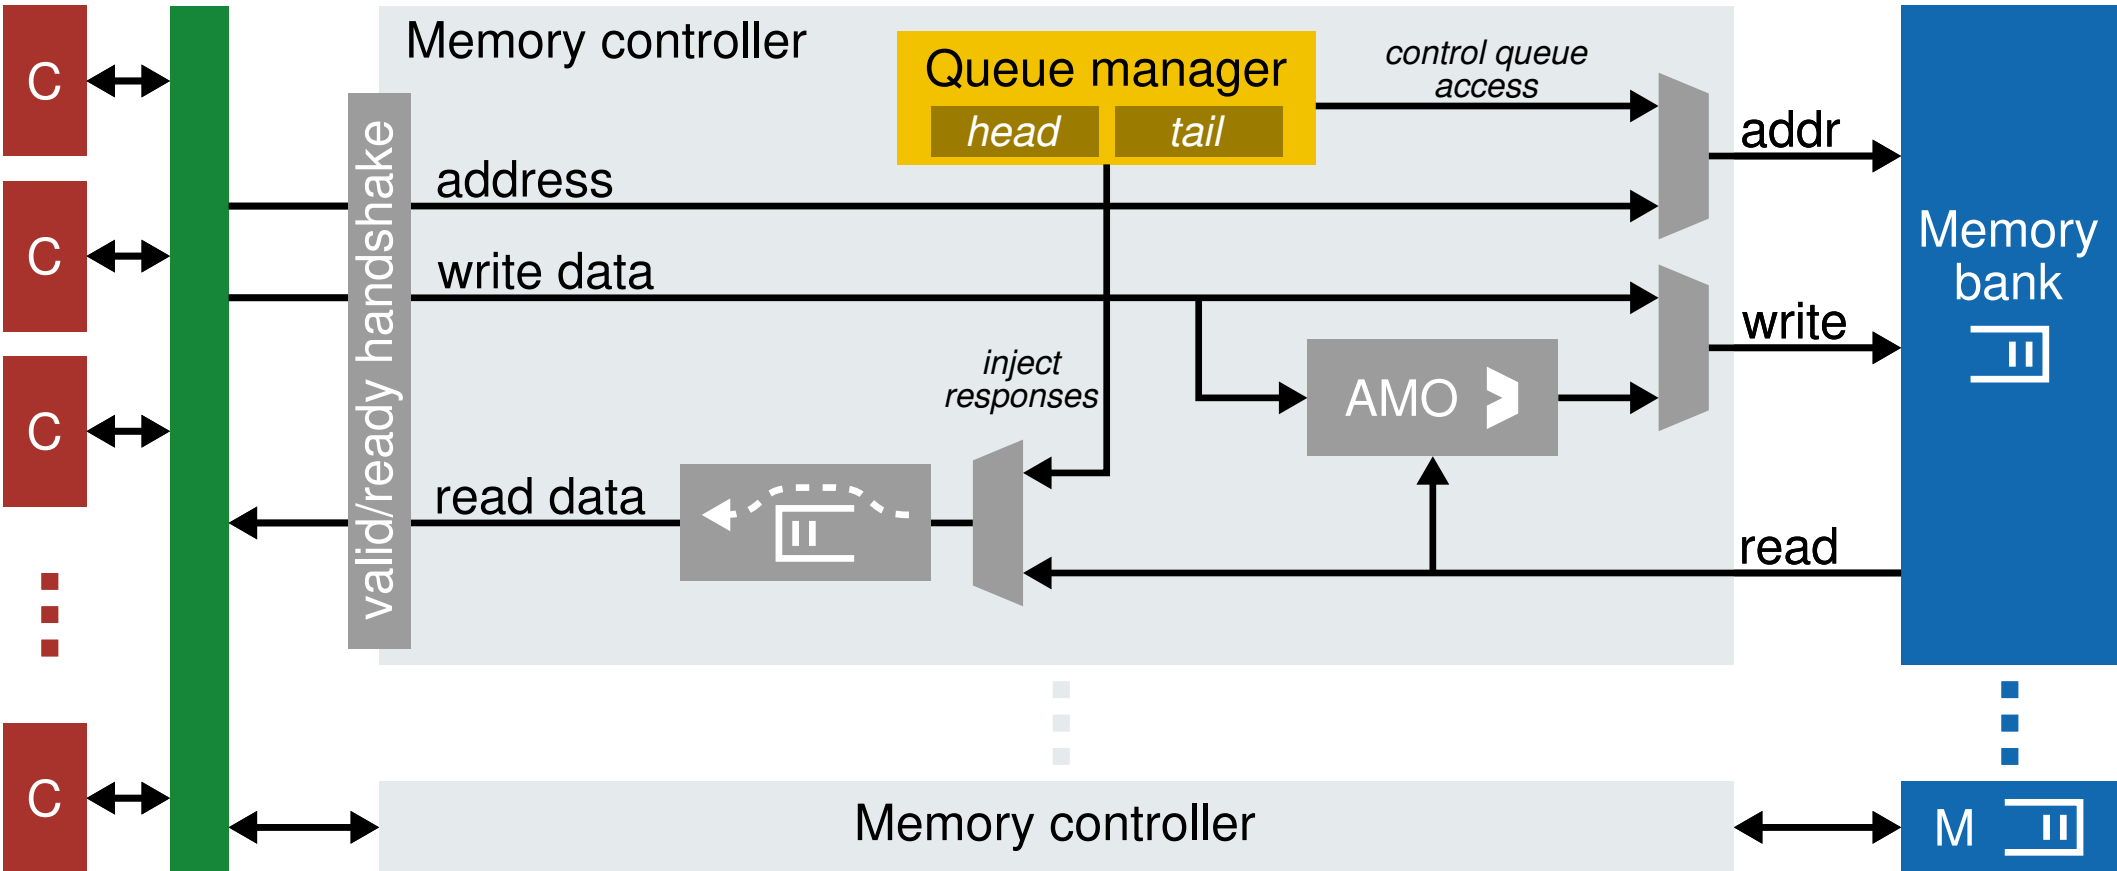 C
C
C
C
Memory controller
Queue manager
head
tail
control queue
access
valid/ready handshake
address
write data
inject
responses
read data
AMO
addr
write
read
Memory
bank
Memory controller
M